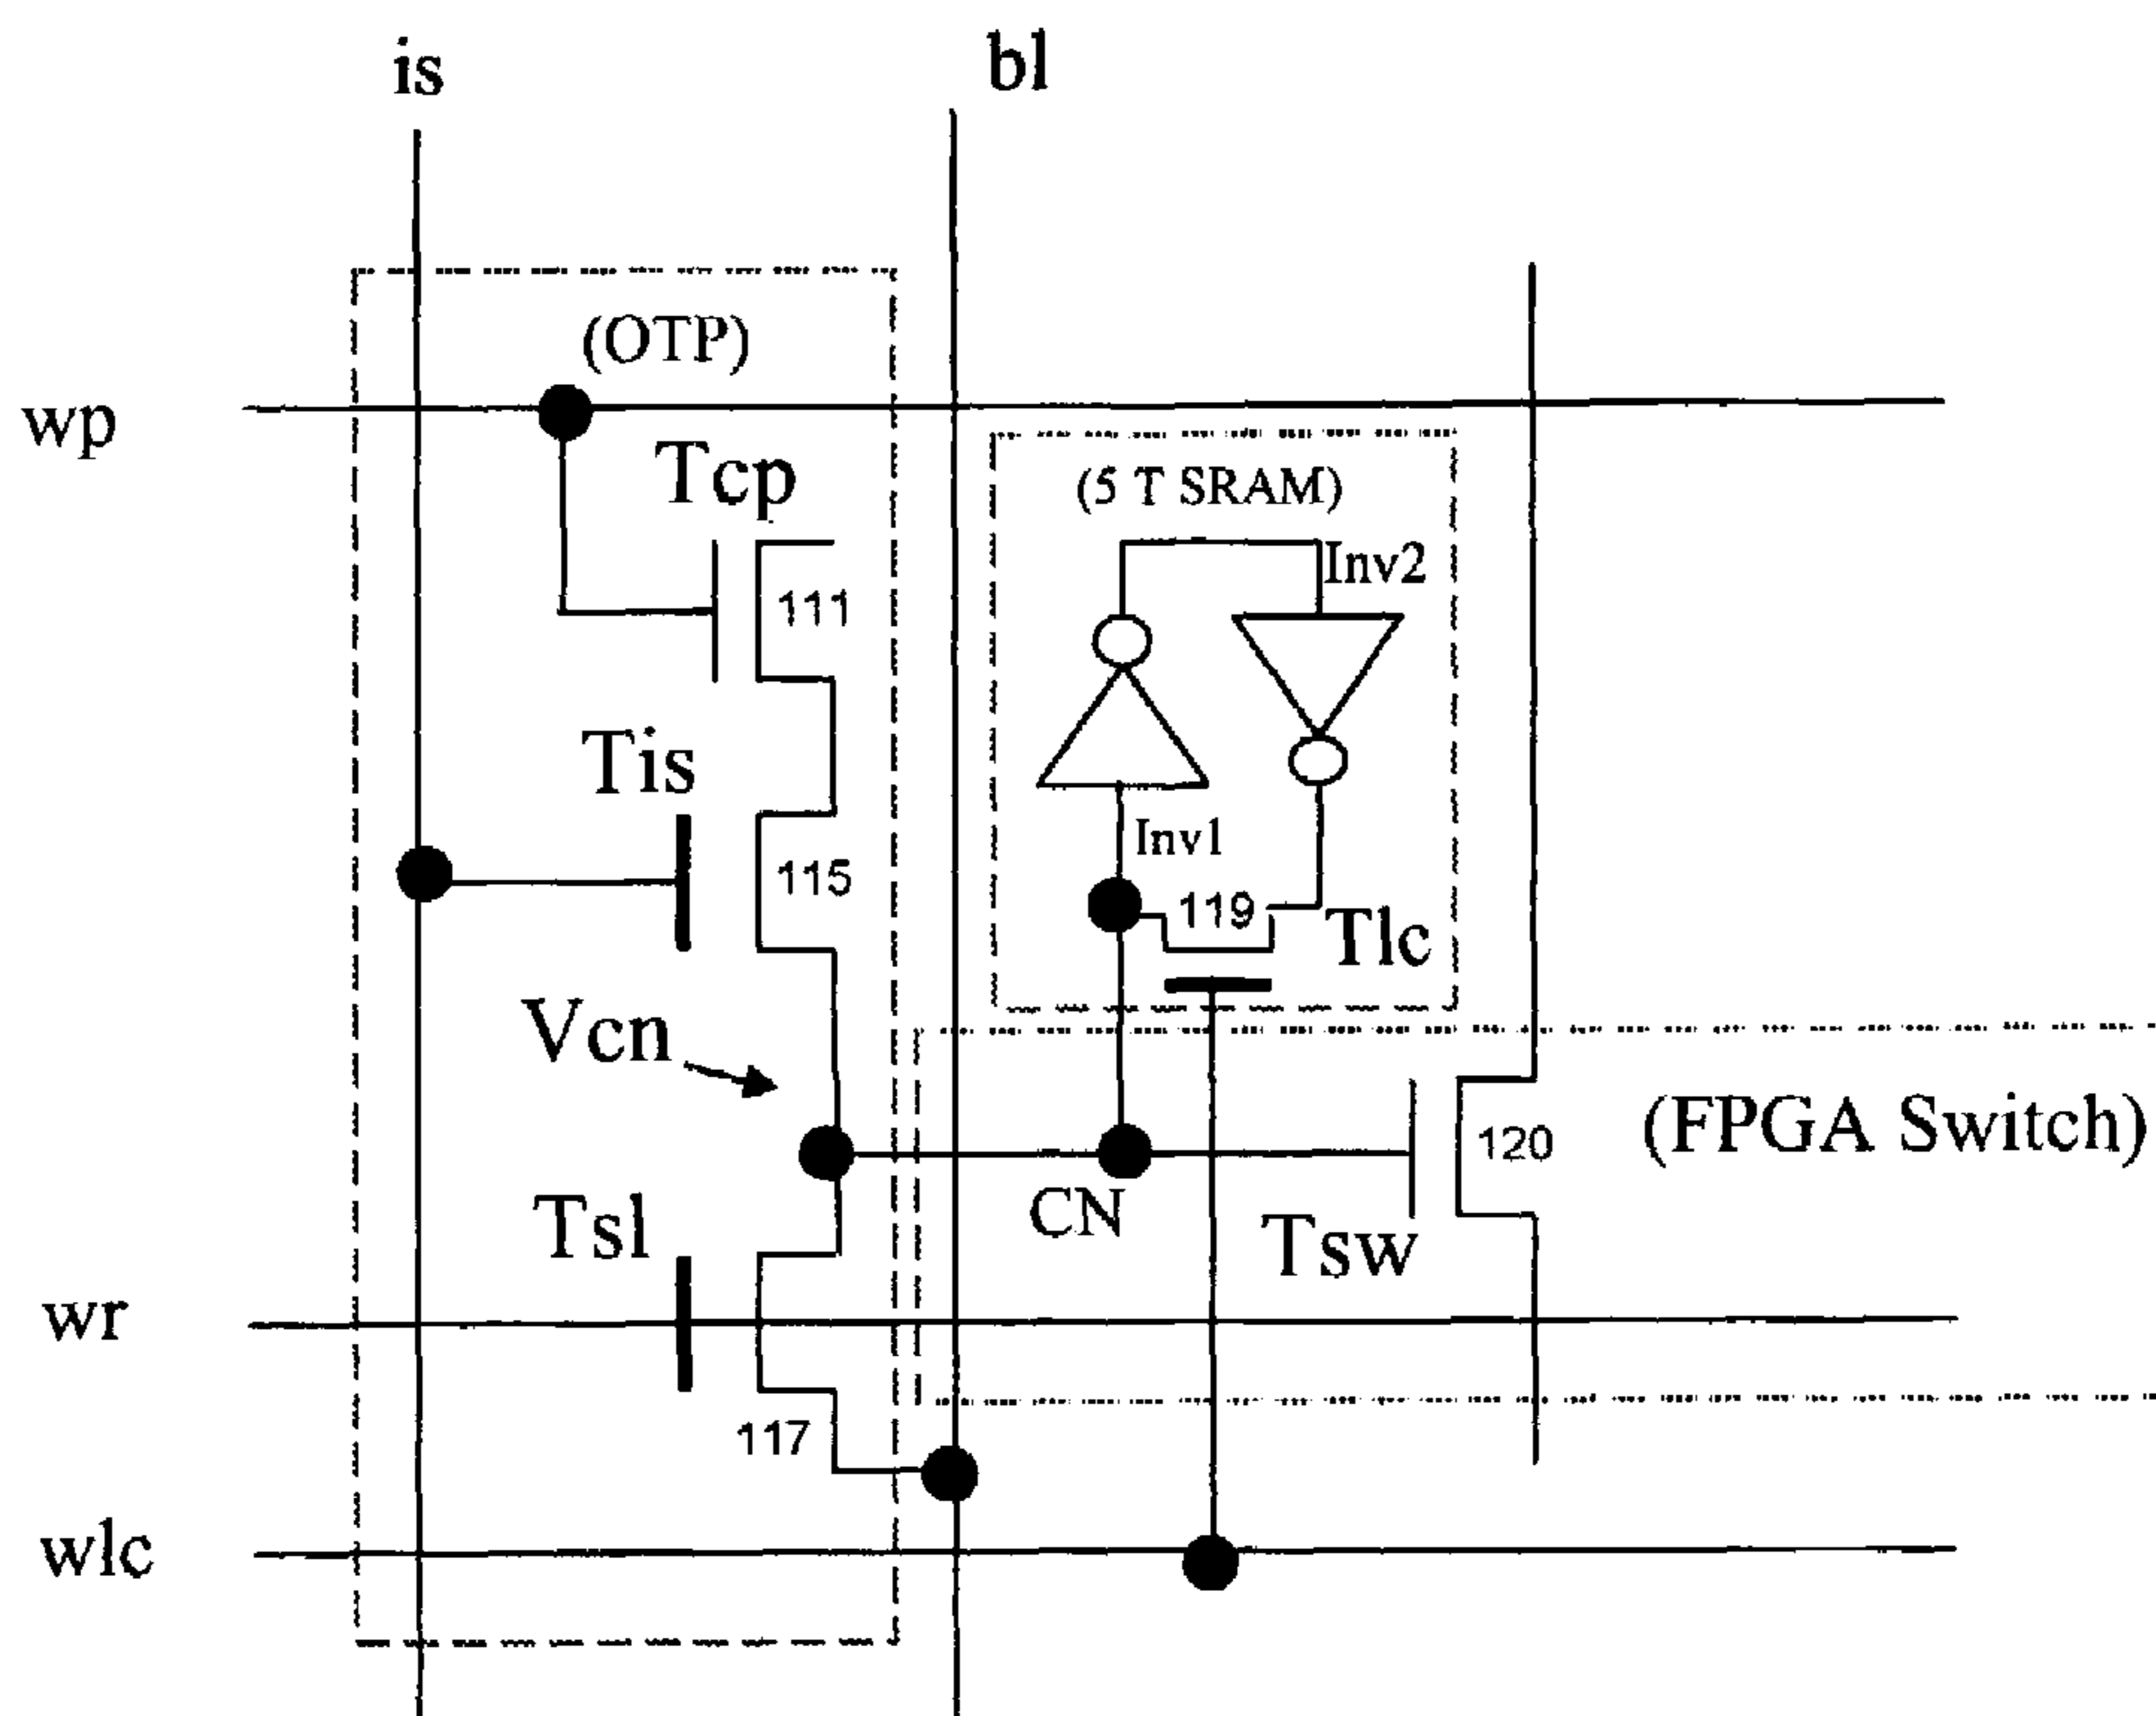 is
bl
(OTP)
wp
Tcp
(5 T SRAM)
Inv2
111
Tis
Inv1
115
119
Tlc
Vcn
(FPGA Switch)
120
CN
Tsl
Tsw
wr
117
wlc